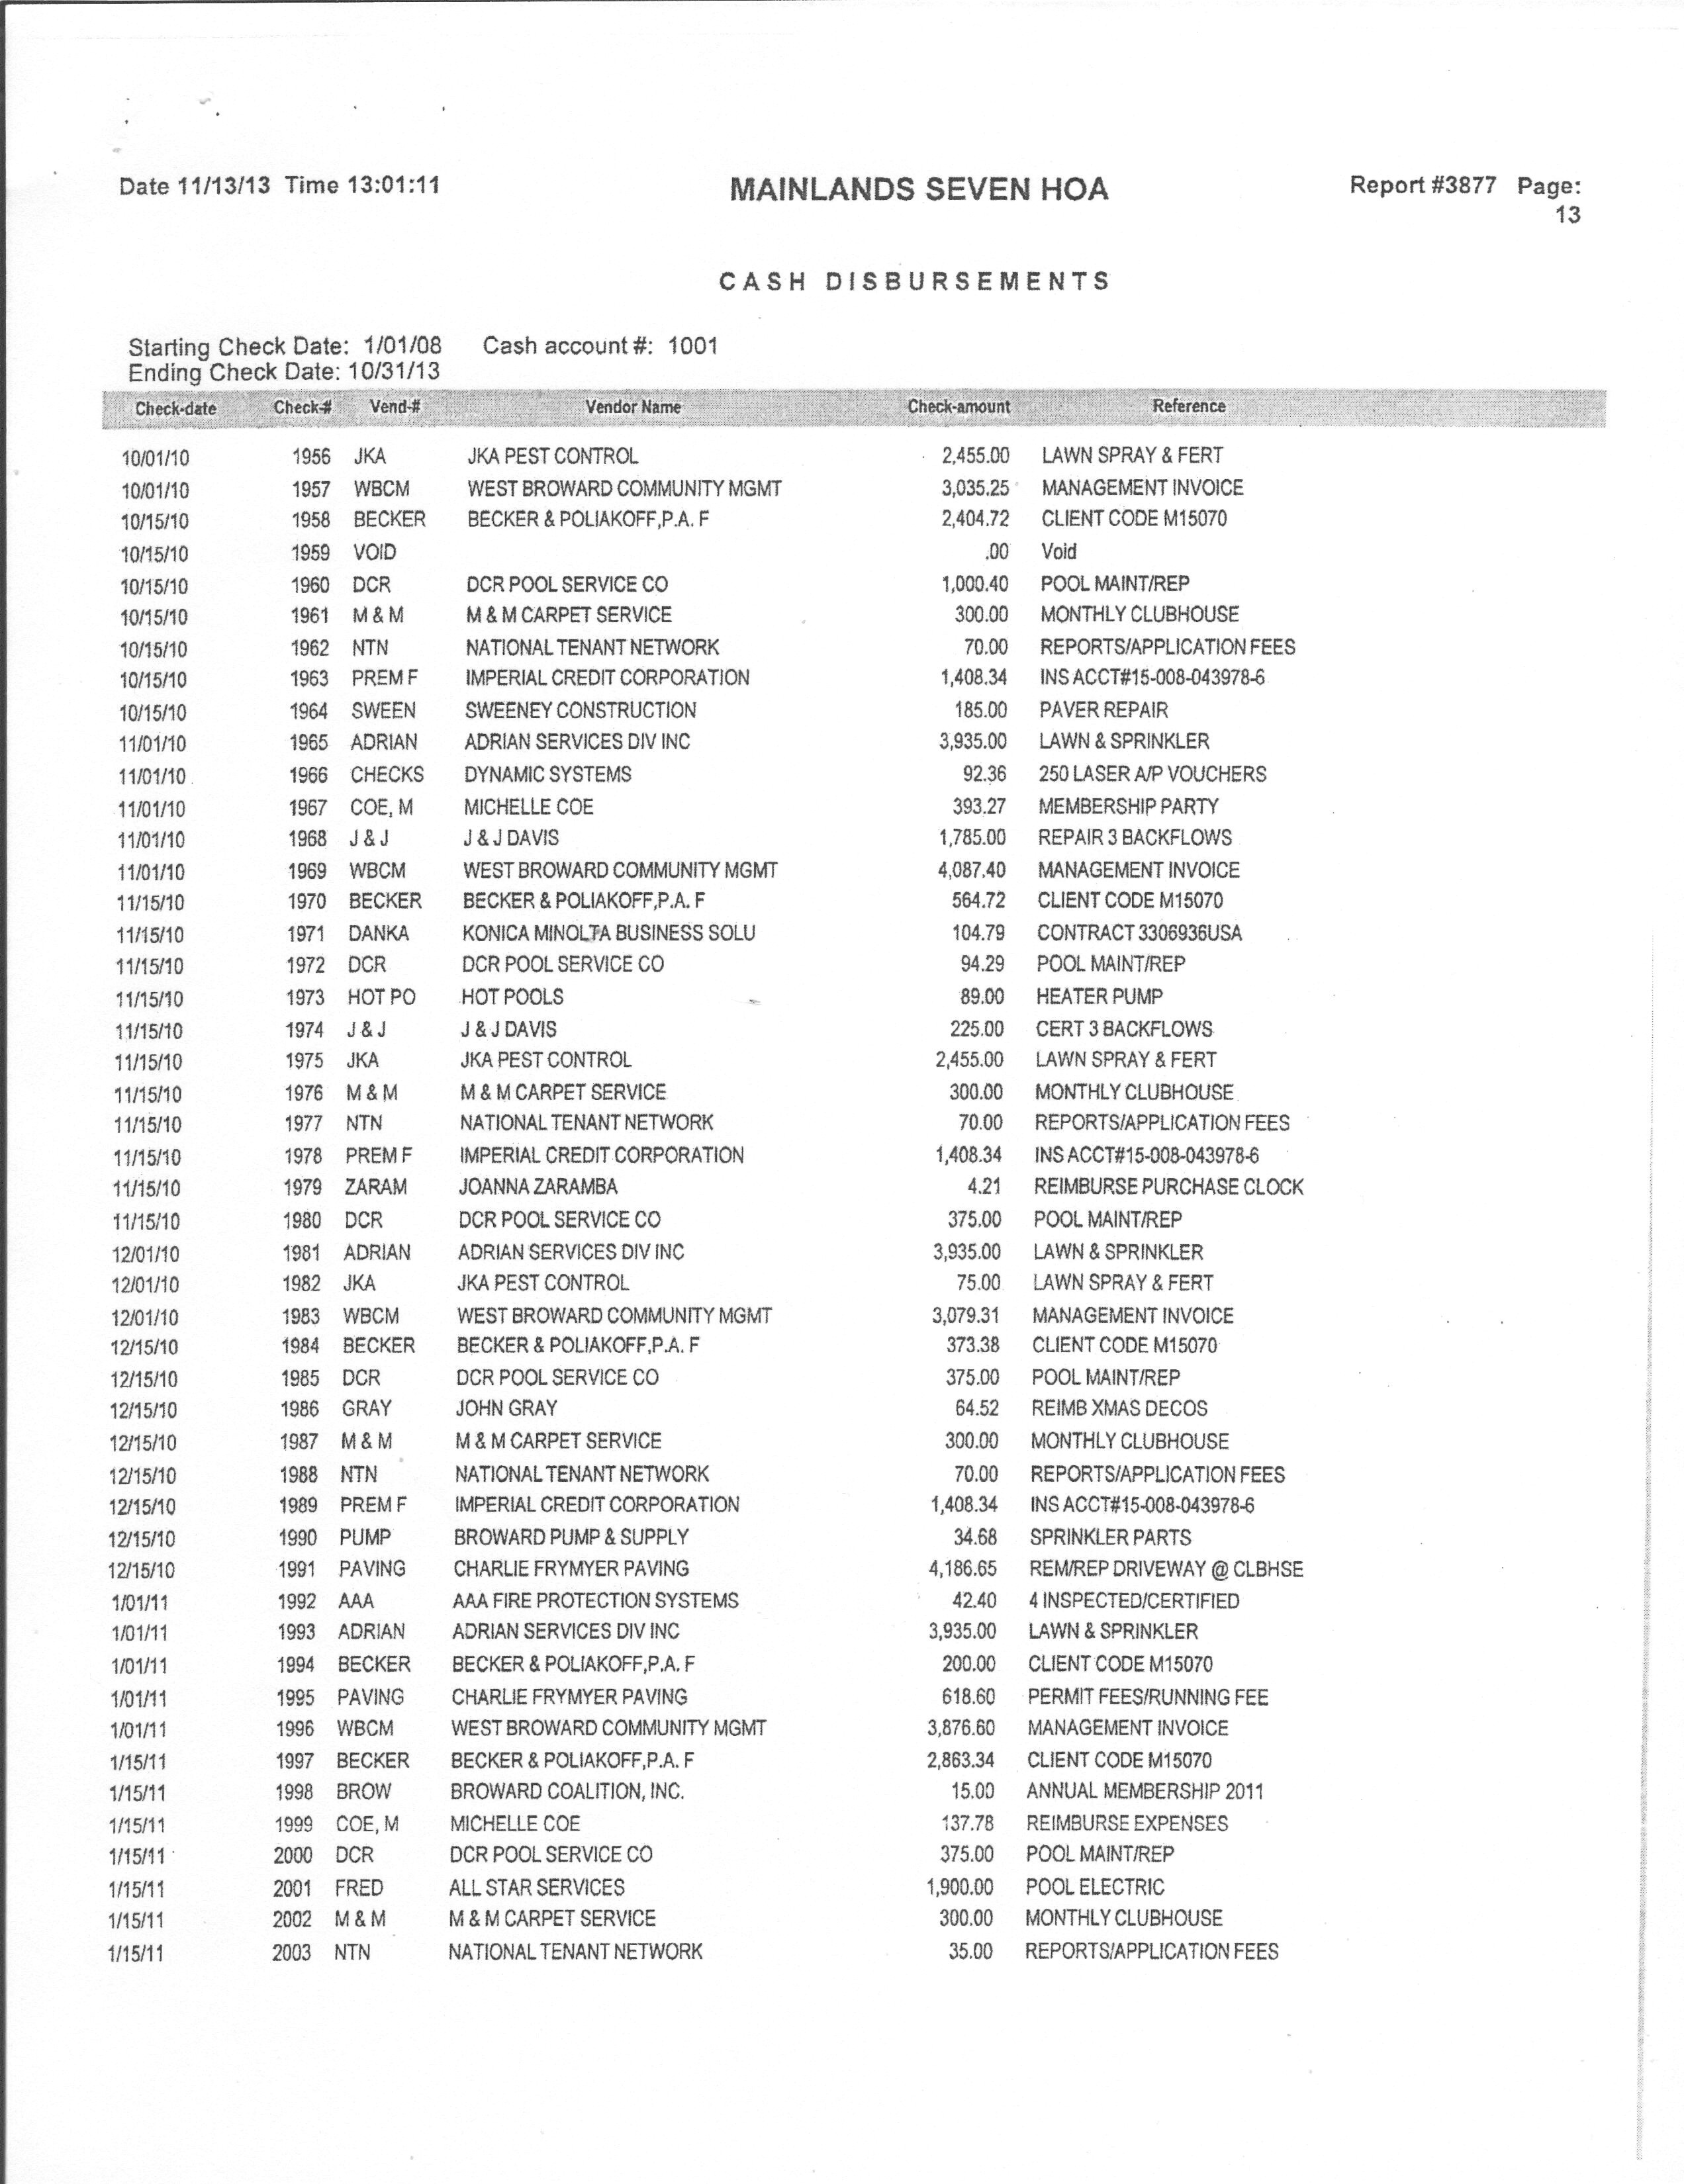 Date 11/13/13 Time 13:01:11 MAINLANDS SEVEN HOA Report #3877 Page:
13
CASH DISBURSEMENTS
Starting Check Date: 1/01/08 Cash account #: 1001
Ending Check Date: 10/31/13
Check-date Check-# Vend-# Vendor Name Check-amount Reference
10/01/10 1956 JKA JKA PEST CONTROL 2,455.00 LAWN SPRAY & FERT
10/01/10 1957 WBCM WEST BROWARD COMMUNITY MGMT 3,035.25 MANAGEMENT INVOICE
10/15/10 1958 BECKER BECKER & POLIAKOFF,P.A. F 2,404.72 CLIENT CODE M15070
10/15/10 1959 VOID .00 Void
10/15/10 1960 DCR DCR POOL SERVICE CO 1,000.40 POOL MAINT/REP
10/15/10 1961 M & M M & M CARPET SERVICE 300.00 MONTHLY CLUBHOUSE
10/15/10 1962 NTN NATIONAL TENANT NETWORK 70.00 REPORTS/APPLICATION FEES
10/15/10 1963 PREM F IMPERIAL CREDIT CORPORATION 1,408.34 INS ACCT#15-008-043978-6
10/15/10 1964 SWEEN SWEENEY CONSTRUCTION 185.00 PAVER REPAIR
11/01/10 1965 ADRIAN ADRIAN SERVICES DIV INC 3,935.00 LAWN & SPRINKLER
11/01/10 1966 CHECKS DYNAMIC SYSTEMS 92.36 250 LASER A/P VOUCHERS
11/01/10 1967 COE, M MICHELLE COE 393.27 MEMBERSHIP PARTY
11/01/10 1968 J & J J & J DAVIS 1,785.00 REPAIR 3 BACKFLOWS
11/01/10 1969 WBCM WEST BROWARD COMMUNITY MGMT 4,087.40 MANAGEMENT INVOICE
11/15/10 1970 BECKER BECKER & POLIAKOFF,P.A. F 564.72 CLIENT CODE M15070
11/15/10 1971 DANKA KONICA MINOLTA BUSINESS SOLU 104.79 CONTRACT 3306936USA
11/15/10 1972 DCR DCR POOL SERVICE CO 94.29 POOL MAINT/REP
11/15/10 1973 HOT PO HOT POOLS 89.00 HEATER PUMP
11/15/10 1974 J & J J & J DAVIS 225.00 CERT 3 BACKFLOWS
11/15/10 1975 JKA JKA PEST CONTROL 2,455.00 LAWN SPRAY & FERT
11/15/10 1976 M & M M & M CARPET SERVICE 300.00 MONTHLY CLUBHOUSE
11/15/10 1977 NTN NATIONAL TENANT NETWORK 70.00 REPORTS/APPLICATION FEES
11/15/10 1978 PREM F IMPERIAL CREDIT CORPORATION 1,408.34 INS ACCT#15-008-043978-6
11/15/10 1979 ZARAM JOANNA ZARAMBA 4.21 REIMBURSE PURCHASE CLOCK
11/15/10 1980 DCR DCR POOL SERVICE CO 375.00 POOL MAINT/REP
12/01/10 1981 ADRIAN ADRIAN SERVICES DIV INC 3,935.00 LAWN & SPRINKLER
12/01/10 1982 JKA JKA PEST CONTROL 75.00 LAWN SPRAY & FERT
12/01/10 1983 WBCM WEST BROWARD COMMUNITY MGMT 3,079.31 MANAGEMENT INVOICE
12/15/10 1984 BECKER BECKER & POLIAKOFF,P.A. F 373.38 CLIENT CODE M15070
12/15/10 1985 DCR DCR POOL SERVICE CO 375.00 POOL MAINT/REP
12/15/10 1986 GRAY JOHN GRAY 64.52 REIMB XMAS DECOS
12/15/10 1987 M & M M & M CARPET SERVICE 300.00 MONTHLY CLUBHOUSE
12/15/10 1988 NTN NATIONAL TENANT NETWORK 70.00 REPORTS/APPLICATION FEES
12/15/10 1989 PREM F IMPERIAL CREDIT CORPORATION 1,408.34 INS ACCT#15-008-043978-6
12/15/10 1990 PUMP BROWARD PUMP & SUPPLY 34.68 SPRINKLER PARTS
12/15/10 1991 PAVING CHARLIE FRYMYER PAVING 4,186.65 REM/REP DRIVEWAY @ CLBHSE
1/01/11 1992 AAA AAA FIRE PROTECTION SYSTEMS 42.40 4 INSPECTED/CERTIFIED
1/01/11 1993 ADRIAN ADRIAN SERVICES DIV INC 3,935.00 LAWN & SPRINKLER
1/01/11 1994 BECKER BECKER & POLIAKOFF,P.A. F 200.00 CLIENT CODE M15070
1/01/11 1995 PAVING CHARLIE FRYMYER PAVING 618.60 PERMIT FEES/RUNNING FEE
1/01/11 1996 WBCM WEST BROWARD COMMUNITY MGMT 3,876.60 MANAGEMENT INVOICE
1/15/11 1997 BECKER BECKER & POLIAKOFF,P.A. F 2,863.34 CLIENT CODE M15070
1/15/11 1998 BROW BROWARD COALITION, INC. 15.00 ANNUAL MEMBERSHIP 2011
1/15/11 1999 COE, M MICHELLE COE 137.78 REIMBURSE EXPENSES
1/15/11 2000 DCR DCR POOL SERVICE CO 375.00 POOL MAINT/REP
1/15/11 2001 FRED ALL STAR SERVICES 1,900.00 POOL ELECTRIC
1/15/11 2002 M & M M & M CARPET SERVICE 300.00 MONTHLY CLUBHOUSE
1/15/11 2003 NTN NATIONAL TENANT NETWORK 35.00 REPORTS/APPLICATION FEES